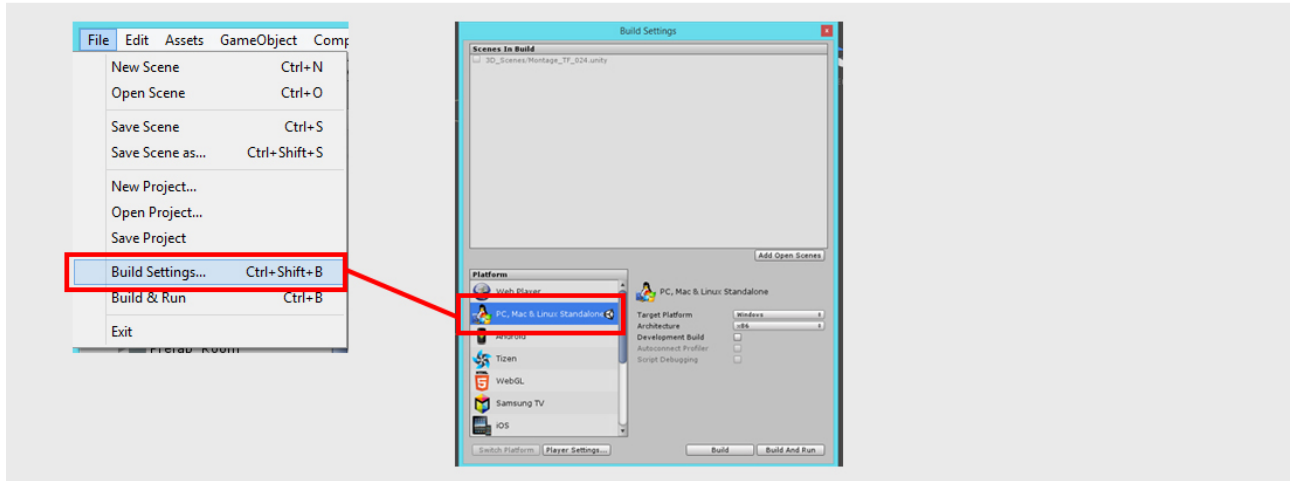 File Edit Assets GameObject Comp
New Scene Ctrl+N
Open Scene Ctrl+O
Save Scene Ctrl+S
Save Scene as... Ctrl+Shift+S
New Project...
Open Project...
Save Project
Build Settings... Ctrl+Shift+B
Build & Run Ctrl+B
Exit
Prefab Room
Build Settings
Scenes In Build
3D_Scenes/Montage_TF_024.unity
Add Open Scenes
Platform
Web Player
PC, Mac & Linux Standalone
Android
Tizen
WebGL
Samsung TV
iOS
PC, Mac & Linux Standalone
Target Platform Windows
Architecture x86
Development Build
Autoconnect Profiler
Script Debugging
Switch Platform Player Settings... Build Build And Run